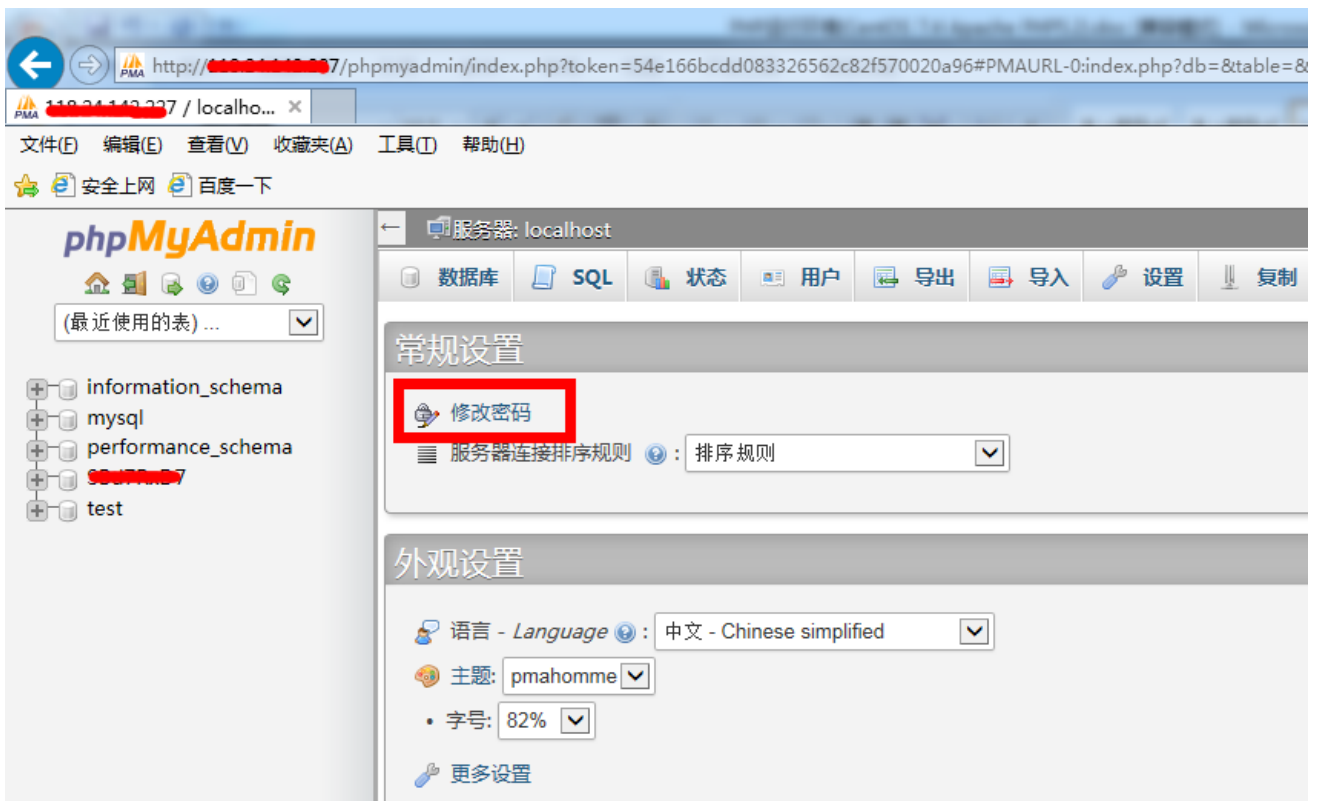 http://7/phpmyadmin/index.php?token=54e166bcdd083326562c82f570020a96#PMAURL-0:index.php?db=&table=&
PMA
PMA
7 / localho...
文件(F) 编辑(E) 查看(V) 收藏夹(A) 工具(T) 帮助(H)
安全上网 百度一下
phpMyAdmin
(最近使用的表) ...
information_schema
mysql
performance_schema
7
test
服务器: localhost
数据库 SQL 状态 用户 导出 导入 设置 复制
常规设置
修改密码
服务器连接排序规则 : 排序规则
外观设置
语言 - Language : 中文 - Chinese simplified
主题: pmahomme
• 字号: 82%
更多设置